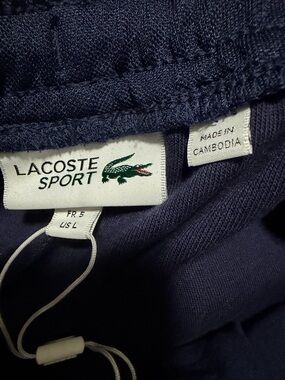 LACOSTE
SPORT
FR 5
US L
MADE IN
CAMBODIA